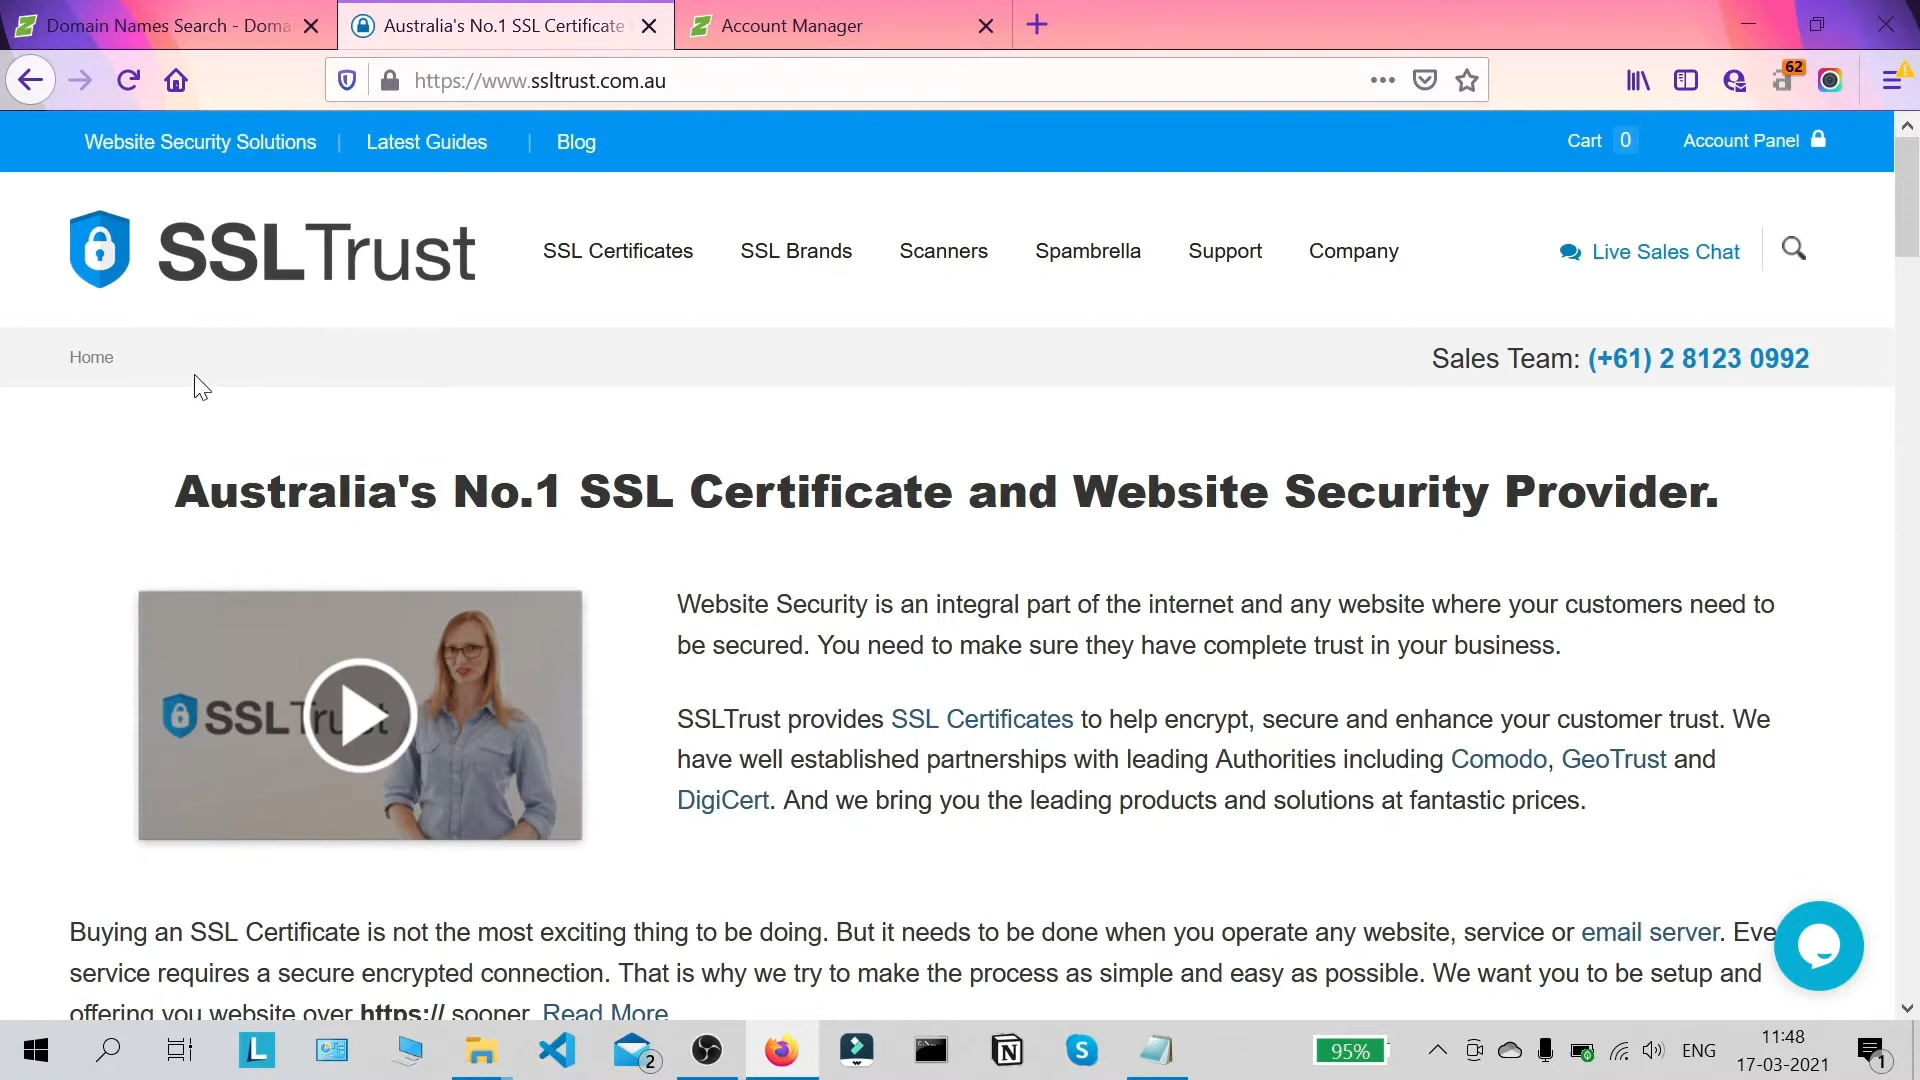 Domain Names Search - Doma
Australia's No.1 SSL Certificate
Account Manager
https://www.ssltrust.com.au
62
Website Security Solutions | Latest Guides | Blog
Cart 0 Account Panel
SSLTrust
SSL Certificates SSL Brands Scanners Spambrella Support Company
Live Sales Chat
Home
Sales Team: (+61) 2 8123 0992
Australia's No.1 SSL Certificate and Website Security Provider.
SSLTrust
Website Security is an integral part of the internet and any website where your customers need to
be secured. You need to make sure they have complete trust in your business.
SSLTrust provides SSL Certificates to help encrypt, secure and enhance your customer trust. We
have well established partnerships with leading Authorities including Comodo, GeoTrust and
DigiCert. And we bring you the leading products and solutions at fantastic prices.
Buying an SSL Certificate is not the most exciting thing to be doing. But it needs to be done when you operate any website, service or email server. Eve
service requires a secure encrypted connection. That is why we try to make the process as simple and easy as possible. We want you to be setup and
offering you website over https:// sooner. Read More
L
2
N
S
95%
ENG
11:48
17-03-2021
1